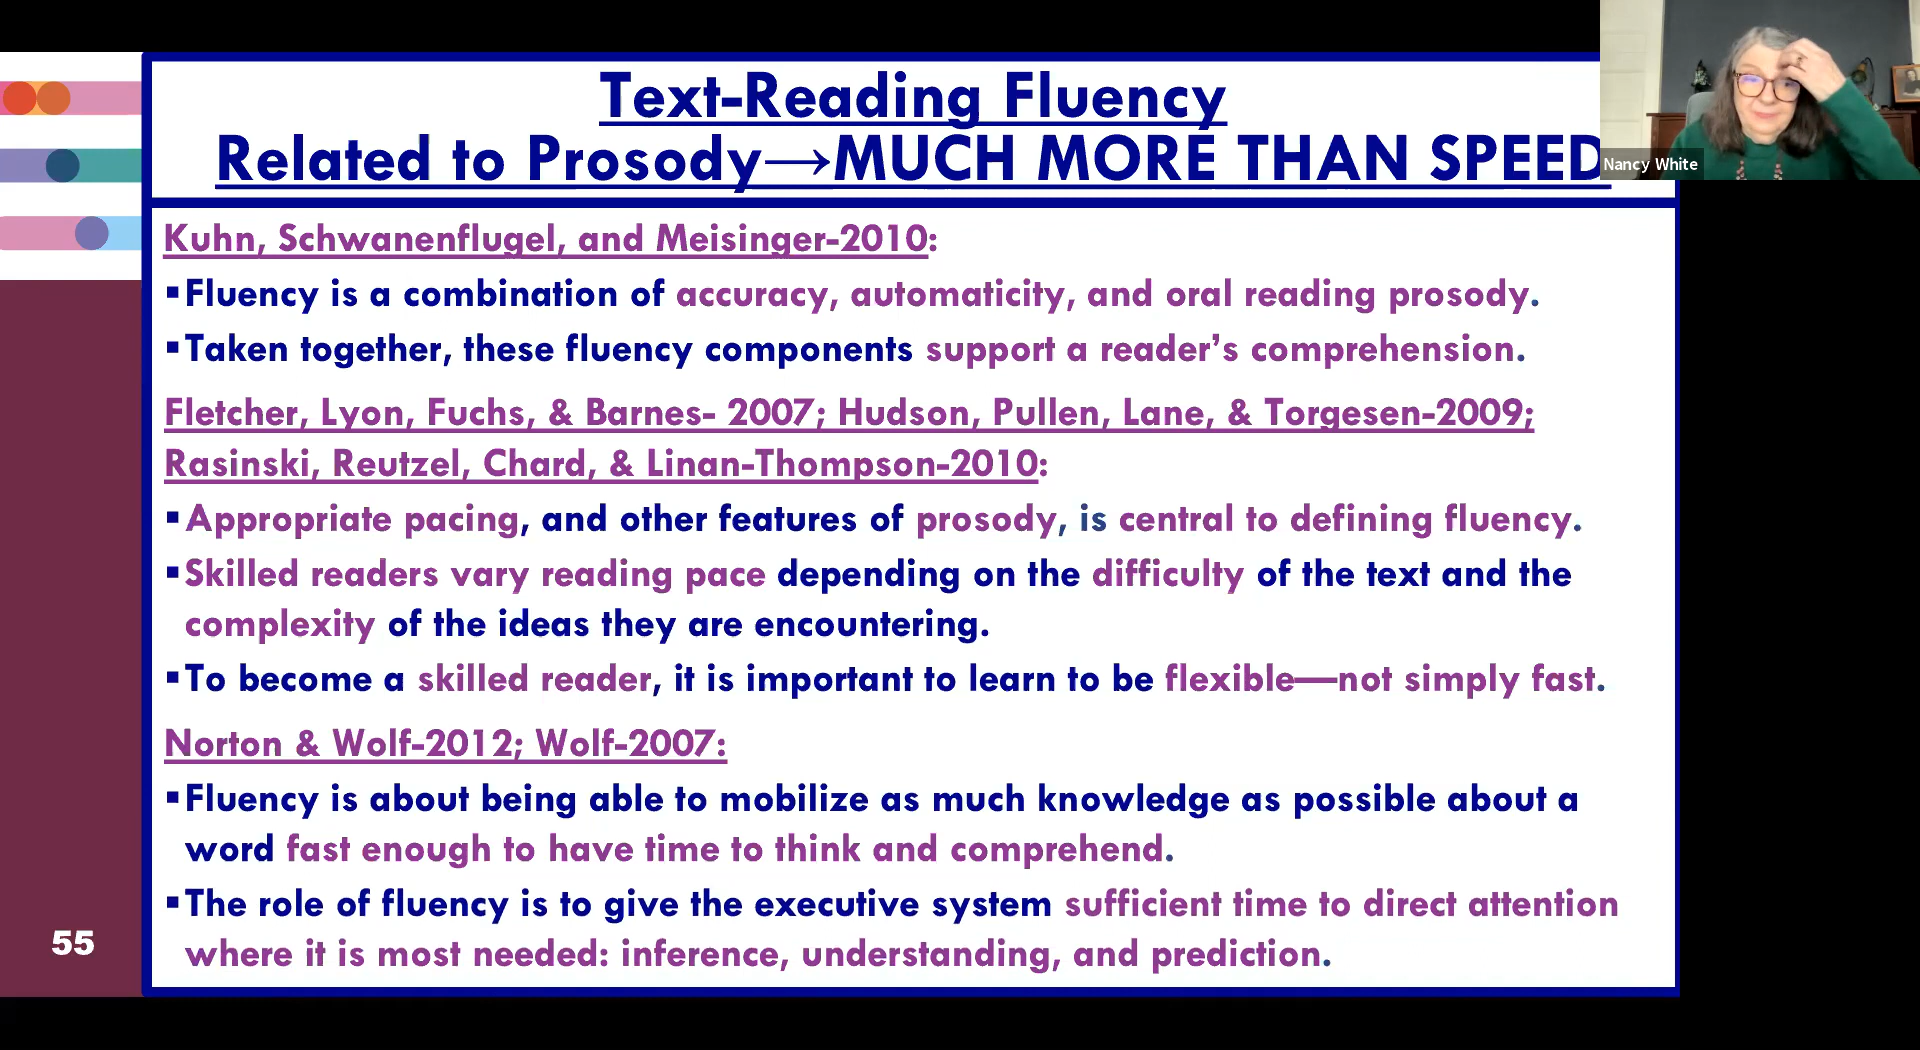 Text-Reading Fluency
Related to Prosody→MUCH MORE THAN SPEED
Nancy White
Kuhn, Schwanenflugel, and Meisinger-2010:
▪Fluency is a combination of accuracy, automaticity, and oral reading prosody.
▪Taken together, these fluency components support a reader’s comprehension.
Fletcher, Lyon, Fuchs, & Barnes- 2007; Hudson, Pullen, Lane, & Torgesen-2009;
Rasinski, Reutzel, Chard, & Linan-Thompson-2010:
▪Appropriate pacing, and other features of prosody, is central to defining fluency.
▪Skilled readers vary reading pace depending on the difficulty of the text and the
complexity of the ideas they are encountering.
▪To become a skilled reader, it is important to learn to be flexible—not simply fast.
Norton & Wolf-2012; Wolf-2007:
▪Fluency is about being able to mobilize as much knowledge as possible about a
word fast enough to have time to think and comprehend.
▪The role of fluency is to give the executive system sufficient time to direct attention
where it is most needed: inference, understanding, and prediction.
55